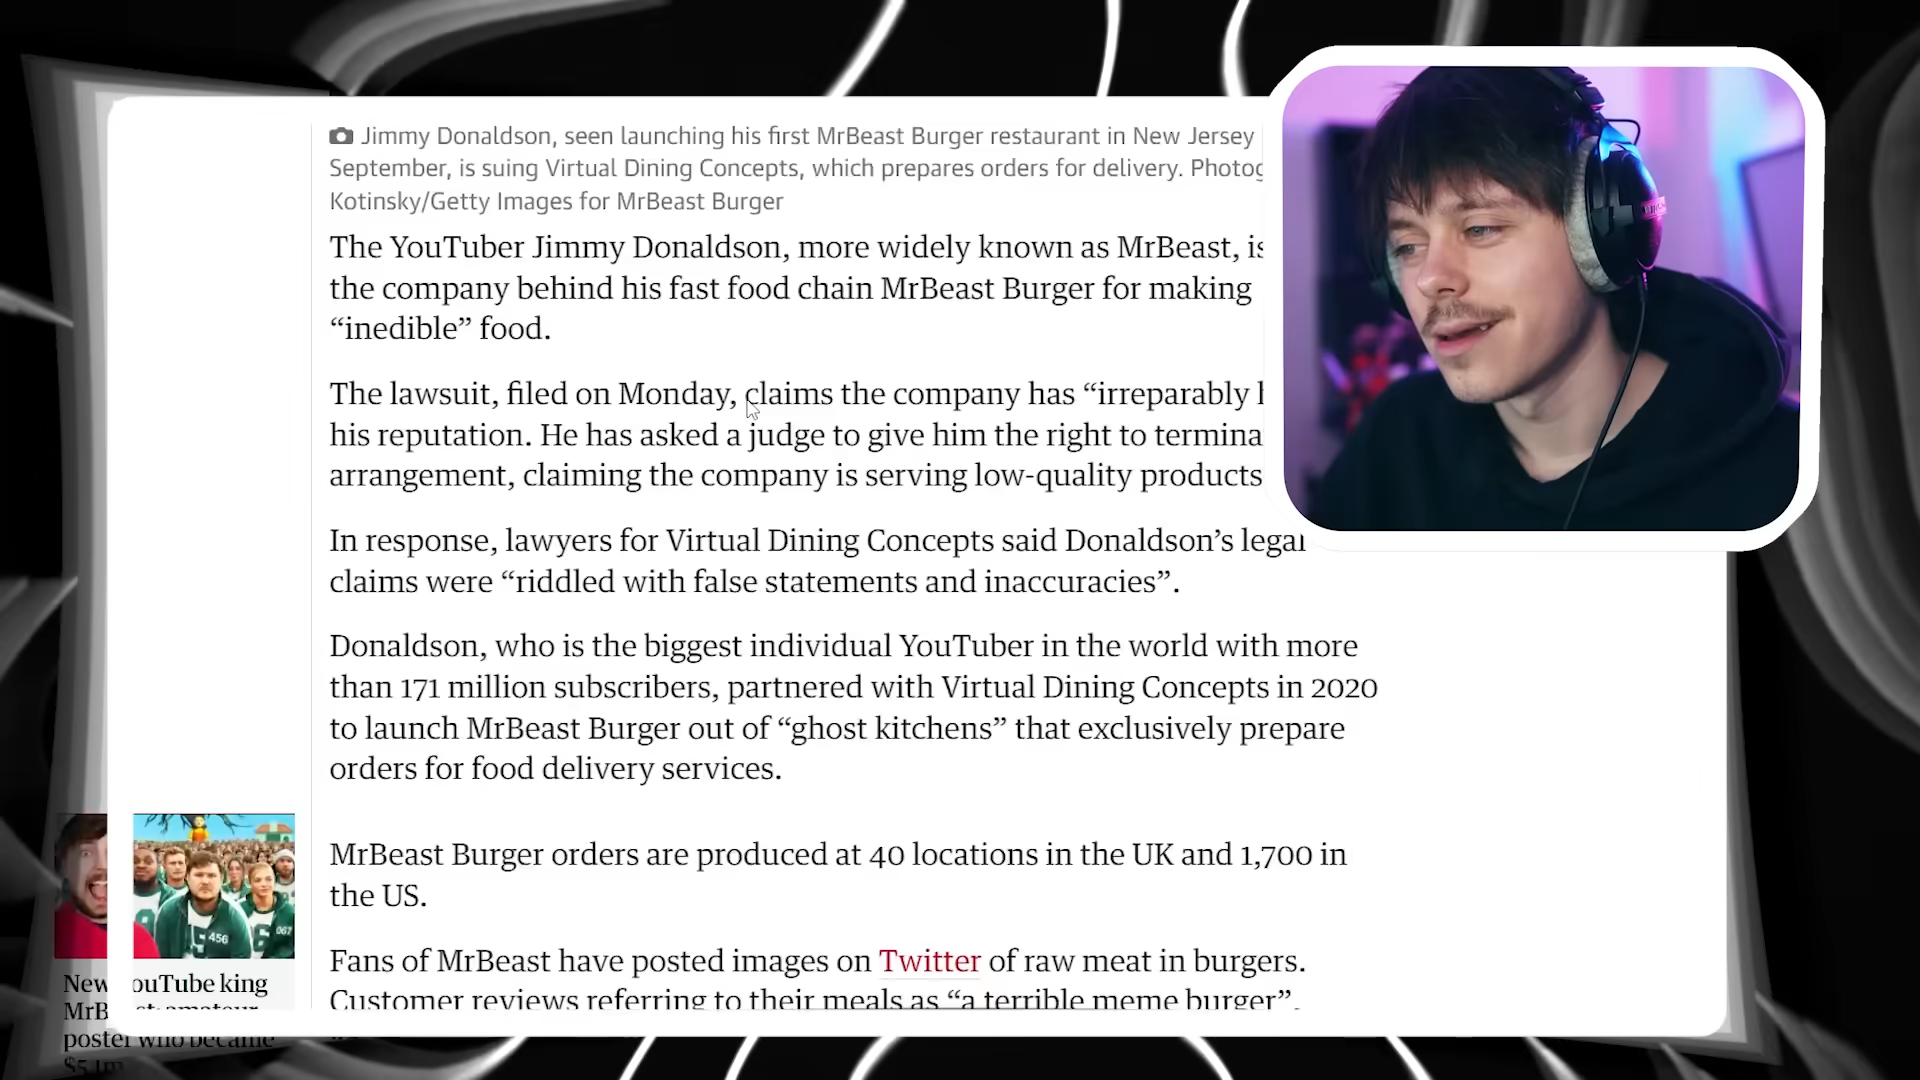 Jimmy Donaldson, seen launching his first MrBeast Burger restaurant in New Jersey
September, is suing Virtual Dining Concepts, which prepares orders for delivery.
Kotinsky/Getty Images for MrBeast Burger
The YouTuber Jimmy Donaldson, more widely known as MrBeast, is
the company behind his fast food chain MrBeast Burger for making
“inedible” food.
The lawsuit, filed on Monday, claims the company has “irreparably
his reputation. He has asked a judge to give him the right to
arrangement, claiming the company is serving low-quality products
In response, lawyers for Virtual Dining Concepts said Donaldson’s legal
claims were “riddled with false statements and inaccuracies”.
Donaldson, who is the biggest individual YouTuber in the world with more
than 171 million subscribers, partnered with Virtual Dining Concepts in 2020
to launch MrBeast Burger out of “ghost kitchens” that exclusively prepare
orders for food delivery services.
MrBeast Burger orders are produced at 40 locations in the UK and 1,700 in
the US.
Fans of MrBeast have posted images on Twitter of raw meat in burgers.
Customer reviews referring to their meals as “a terrible meme burger”.
456
067
New ouTube king
poster who became